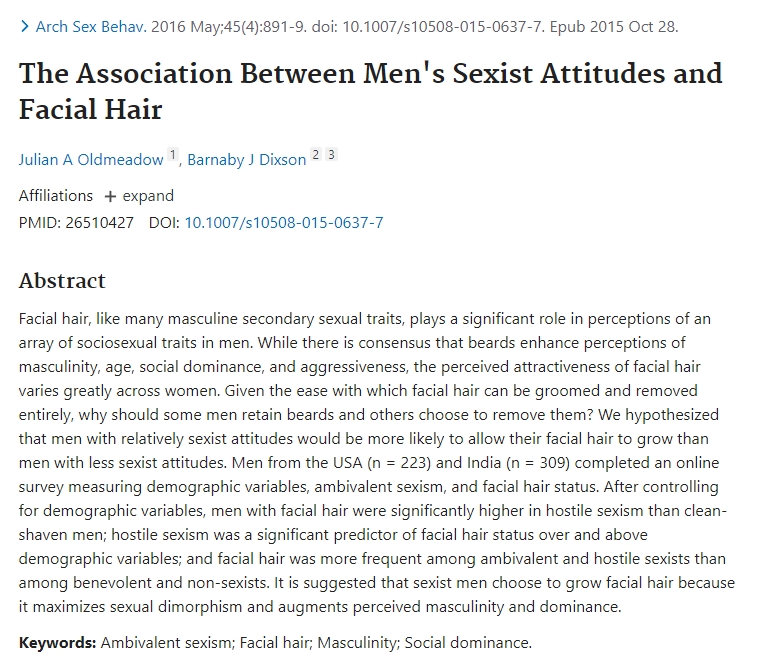 > Arch Sex Behav. 2016 May;45(4):891-9. doi: 10.1007/s10508-015-0637-7. Epub 2015 Oct 28.
The Association Between Men's Sexist Attitudes and
Facial Hair
Julian A Oldmeadow 1, Barnaby J Dixson 2 3
Affiliations + expand
PMID: 26510427 DOI: 10.1007/s10508-015-0637-7
Abstract
Facial hair, like many masculine secondary sexual traits, plays a significant role in perceptions of an
array of sociosexual traits in men. While there is consensus that beards enhance perceptions of
masculinity, age, social dominance, and aggressiveness, the perceived attractiveness of facial hair
varies greatly across women. Given the ease with which facial hair can be groomed and removed
entirely, why should some men retain beards and others choose to remove them? We hypothesized
that men with relatively sexist attitudes would be more likely to allow their facial hair to grow than
men with less sexist attitudes. Men from the USA (n = 223) and India (n = 309) completed an online
survey measuring demographic variables, ambivalent sexism, and facial hair status. After controlling
for demographic variables, men with facial hair were significantly higher in hostile sexism than clean-
shaven men; hostile sexism was a significant predictor of facial hair status over and above
demographic variables; and facial hair was more frequent among ambivalent and hostile sexists than
among benevolent and non-sexists. It is suggested that sexist men choose to grow facial hair because
it maximizes sexual dimorphism and augments perceived masculinity and dominance.
Keywords: Ambivalent sexism; Facial hair; Masculinity; Social dominance.